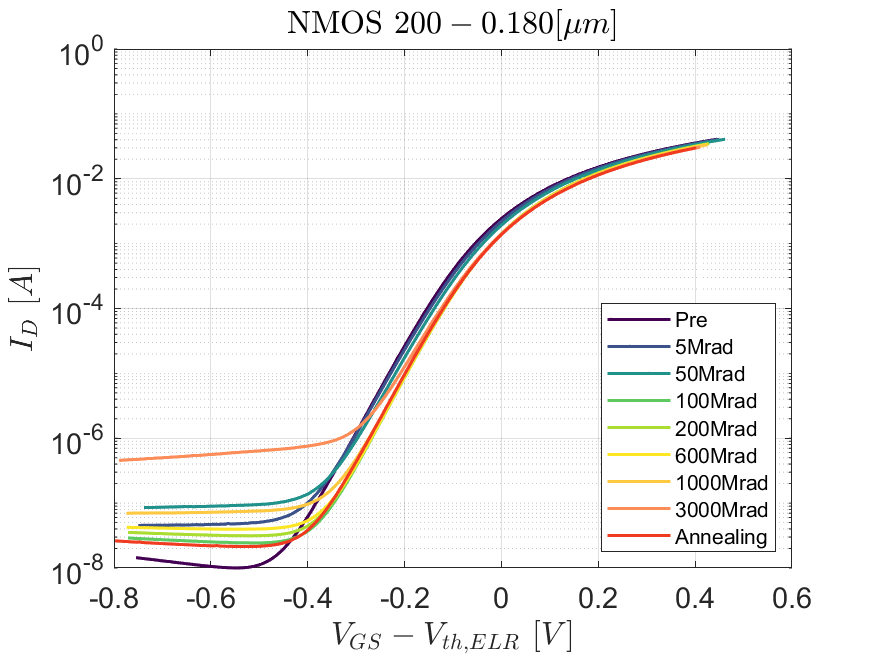 NMOS 200 − 0.180[μm]
10⁰
10⁻²
10⁻⁴
10⁻⁶
10⁻⁸
I_D [A]
Pre
5Mrad
50Mrad
100Mrad
200Mrad
600Mrad
1000Mrad
3000Mrad
Annealing
-0.8 -0.6 -0.4 -0.2 0 0.2 0.4 0.6
V_GS − V_th,ELR [V]